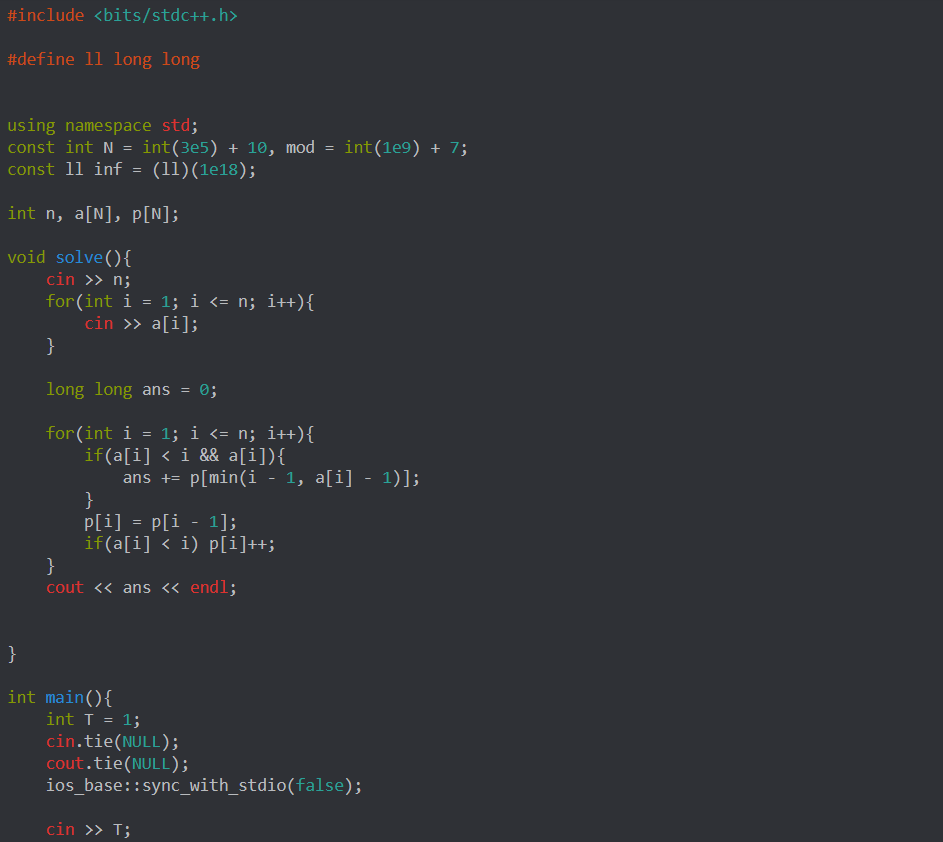 #include <bits/stdc++.h>
#define ll long long
using namespace std;
const int N = int(3e5) + 10, mod = int(1e9) + 7;
const ll inf = (ll)(1e18);
int n, a[N], p[N];
void solve(){
    cin >> n;
    for(int i = 1; i <= n; i++){
        cin >> a[i];
    }
    long long ans = 0;
    for(int i = 1; i <= n; i++){
        if(a[i] < i && a[i]){
            ans += p[min(i - 1, a[i] - 1)];
        }
        p[i] = p[i - 1];
        if(a[i] < i) p[i]++;
    }
    cout << ans << endl;
}
int main(){
    int T = 1;
    cin.tie(NULL);
    cout.tie(NULL);
    ios_base::sync_with_stdio(false);
    cin >> T;